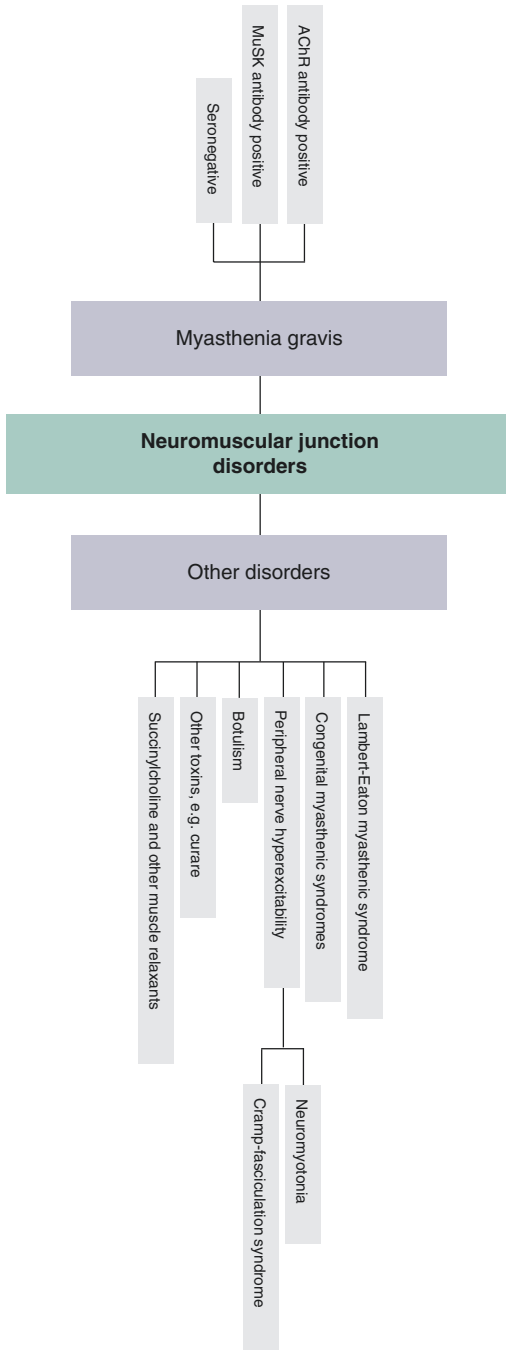 AChR antibody positive
MuSK antibody positive
Seronegative
Myasthenia gravis
Neuromuscular junction
disorders
Other disorders
Lambert-Eaton myasthenic syndrome
Congenital myasthenic syndromes
Peripheral nerve hyperexcitability
Botulism
Other toxins, e.g. curare
Succinylcholine and other muscle relaxants
Neuromyotonia
Cramp-fasciculation syndrome